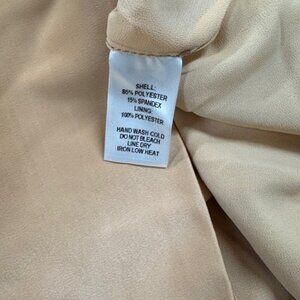 SHELL:
85% POLYESTER
15% SPANDEX
LINING:
100% POLYESTER
HAND WASH COLD
DO NOT BLEACH
LINE DRY
IRON LOW HEAT